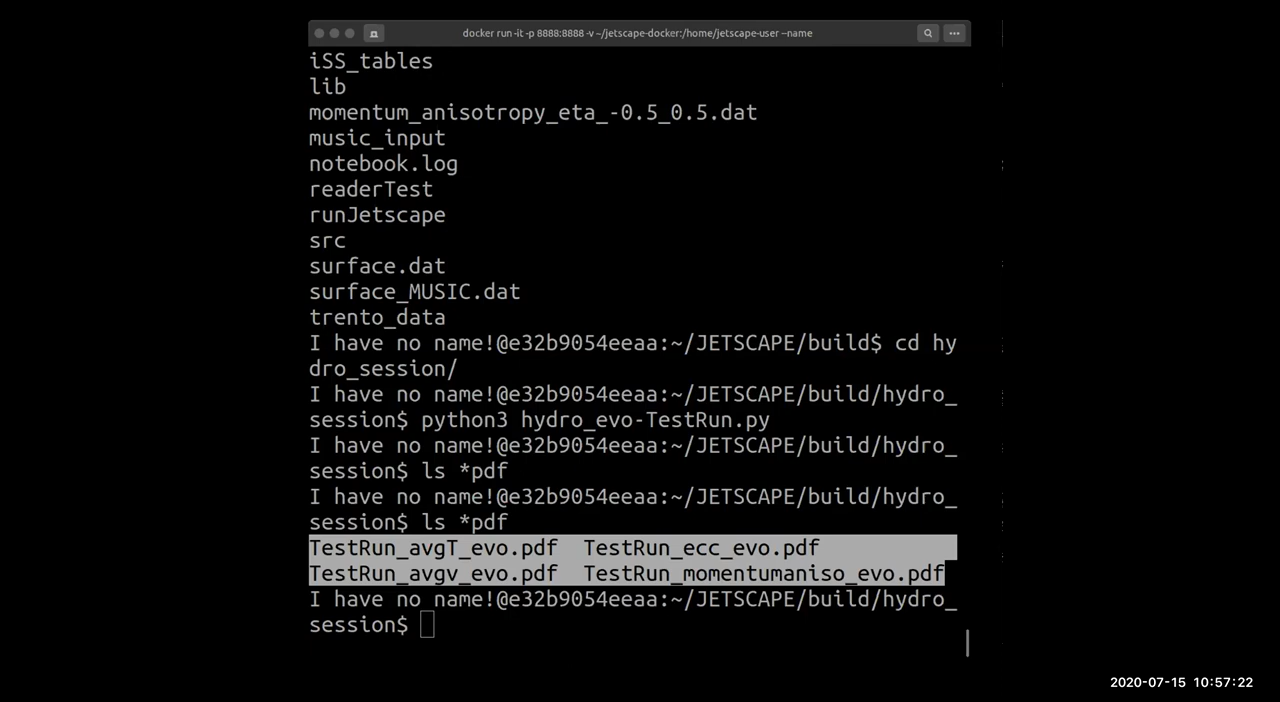 docker run -it -p 8888:8888 -v ~/jetscape-docker:/home/jetscape-user --name
iSS_tables
lib
momentum_anisotropy_eta_-0.5_0.5.dat
music_input
notebook.log
readerTest
runJetscape
src
surface.dat
surface_MUSIC.dat
trento_data
I have no name!@e32b9054eeaa:~/JETSCAPE/build$ cd hy
dro_session/
I have no name!@e32b9054eeaa:~/JETSCAPE/build/hydro_
session$ python3 hydro_evo-TestRun.py
I have no name!@e32b9054eeaa:~/JETSCAPE/build/hydro_
session$ ls *pdf
I have no name!@e32b9054eeaa:~/JETSCAPE/build/hydro_
session$ ls *pdf
TestRun_avgT_evo.pdf  TestRun_ecc_evo.pdf
TestRun_avgv_evo.pdf  TestRun_momentumaniso_evo.pdf
I have no name!@e32b9054eeaa:~/JETSCAPE/build/hydro_
session$
2020-07-15 10:57:22